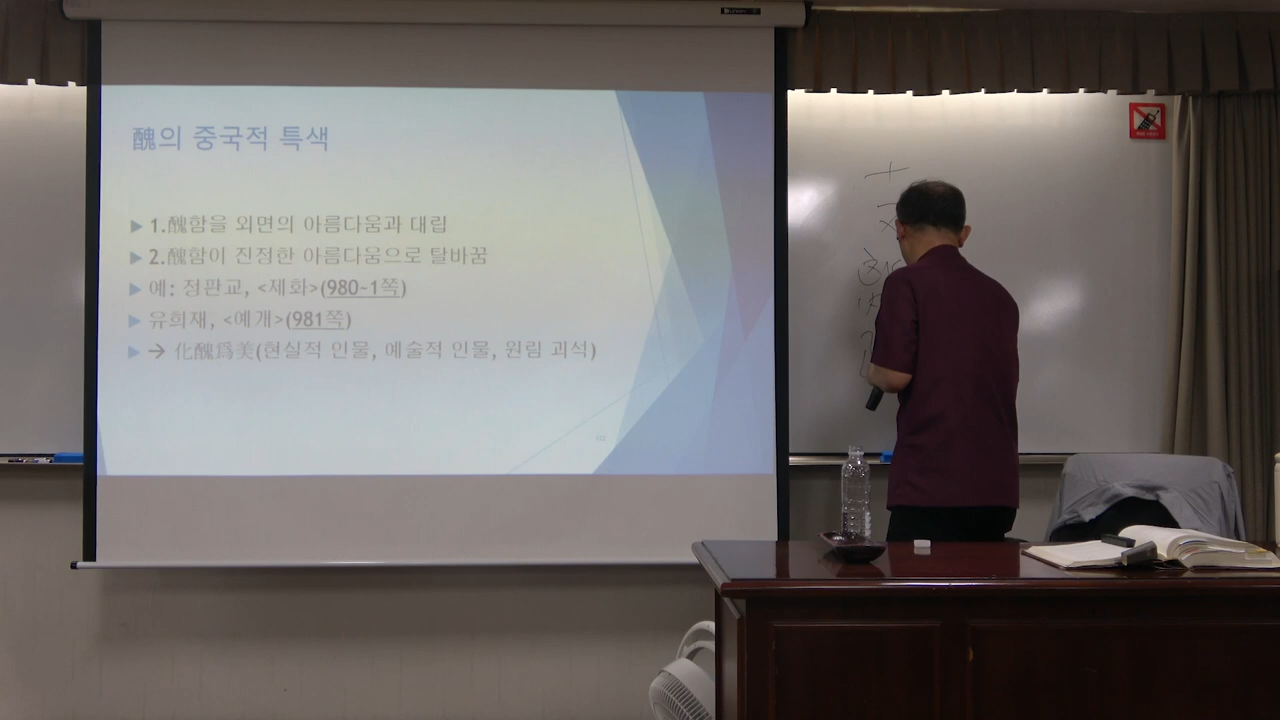 醜의 중국적 특색
▶ 1.醜함을 외면의 아름다움과 대립
▶ 2.醜함이 진정한 아름다움으로 탈바꿈
▶ 예: 정판교, <제화>(980~1쪽)
▶ 유희재, <예개>(981쪽)
▶ → 化醜爲美(현실적 인물, 예술적 인물, 원림 괴석)